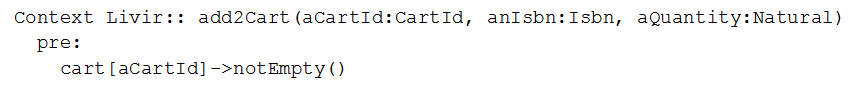 Context Livir:: add2Cart(aCartId:CartId, anIsbn:Isbn, aQuantity:Natural)
pre:
cart[aCartId]->notEmpty()